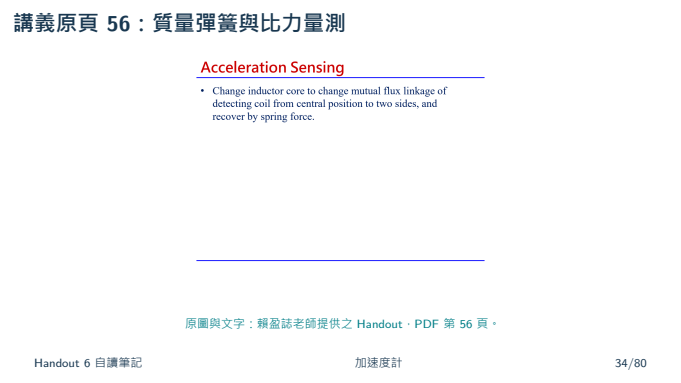 講義原頁 56：質量彈簧與比力量測
Acceleration Sensing
• Change inductor core to change mutual flux linkage of
detecting coil from central position to two sides, and
recover by spring force.
原圖與文字：賴盈誌老師提供之 Handout，PDF 第 56 頁。
Handout 6 自讀筆記 加速度計 34/80